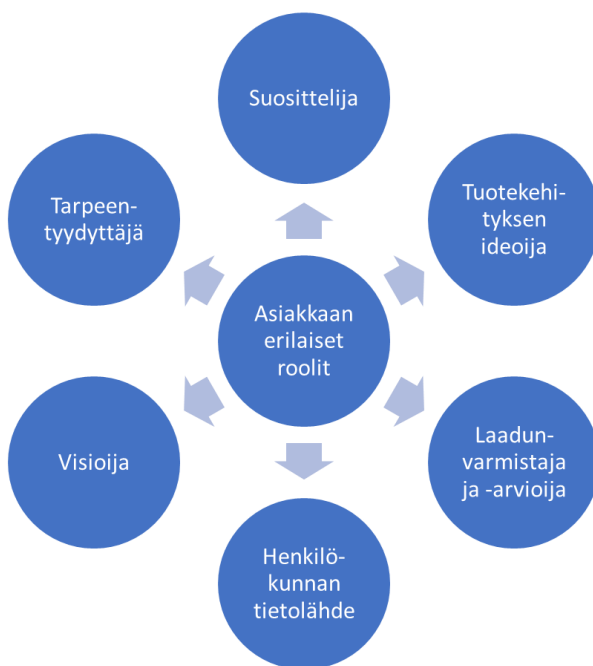 Suosittelija
Tuotekehi-
tyksen
ideoija
Laadun-
varmistaja
ja -arvioija
Henkilö-
kunnan
tietolähde
Visioija
Tarpeen-
tyydyttäjä
Asiakkaan
erilaiset
roolit